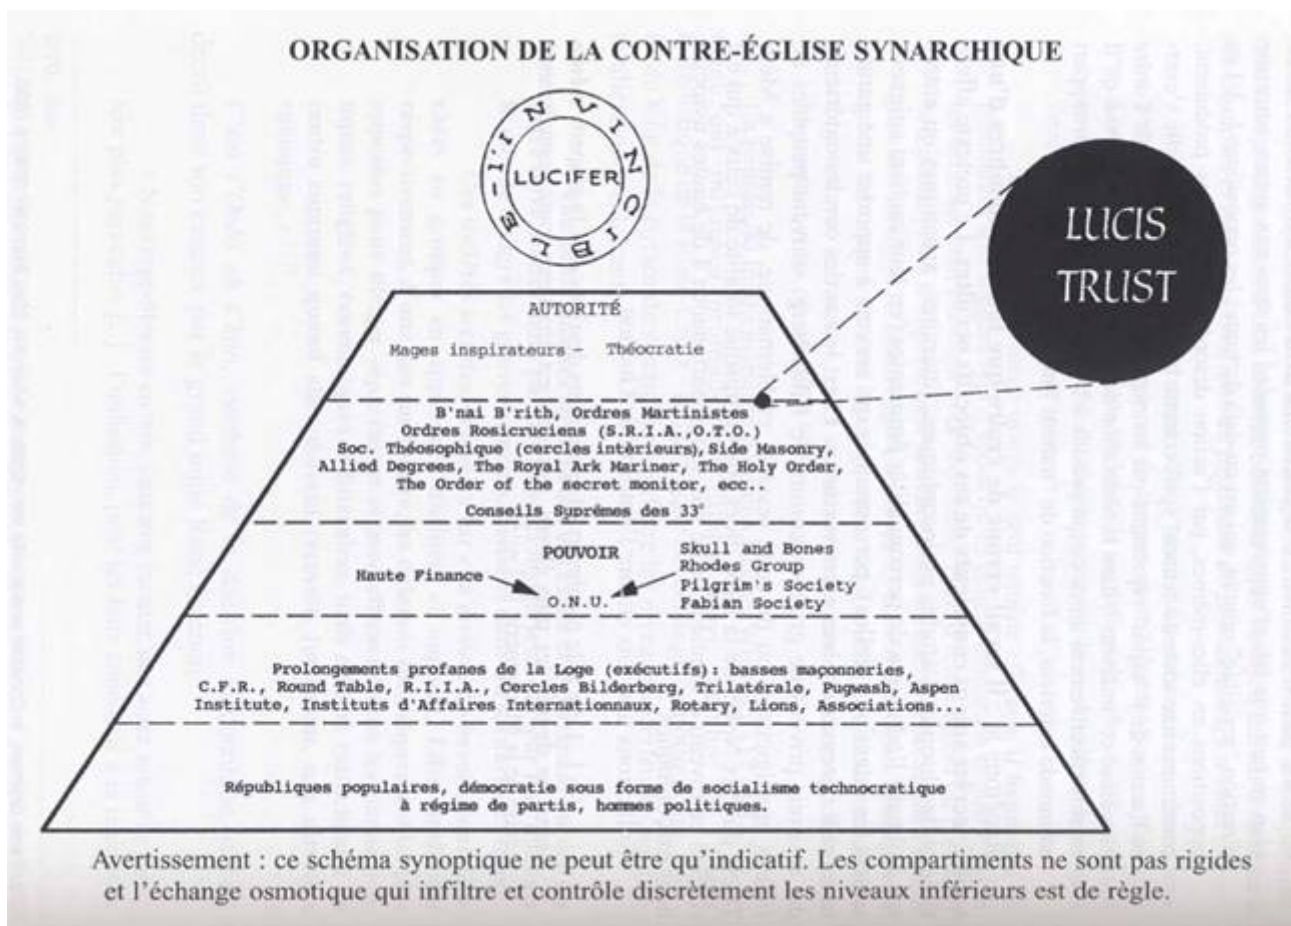 ORGANISATION DE LA CONTRE-ÉGLISE SYNARCHIQUE
L'INVINCIBLE-
LUCIFER
LUCIS
TRUST
AUTORITÉ
Mages inspirateurs - Théocratie
B'nai B'rith, Ordres Martinistes
Ordres Rosicruciens (S.R.I.A.,O.T.O.)
Soc. Théosophique (cercles intèrieurs), Side Masonry,
Allied Degrees, The Royal Ark Mariner, The Holy Order,
The Order of the secret monitor, ecc..
Conseils Suprêmes des 33°
POUVOIR
Haute Finance
O.N.U.
Skull and Bones
Rhodes Group
Pilgrim's Society
Fabian Society
Prolongements profanes de la Loge (exécutifs): basses maçonneries,
C.F.R., Round Table, R.I.I.A., Cercles Bilderberg, Trilatérale, Pugwash, Aspen
Institute, Instituts d'Affaires Internationnaux, Rotary, Lions, Associations...
Républiques populaires, démocratie sous forme de socialisme technocratique
à régime de partis, hommes politiques.
Avertissement : ce schéma synoptique ne peut être qu'indicatif. Les compartiments ne sont pas rigides
et l'échange osmotique qui infiltre et contrôle discrètement les niveaux inférieurs est de règle.